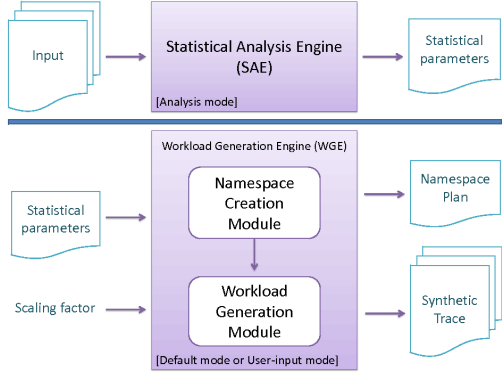 Input
Statistical Analysis Engine
(SAE)
[Analysis mode]
Statistical
parameters
Workload Generation Engine (WGE)
Statistical
parameters
Scaling factor
Namespace
Creation
Module
Workload
Generation
Module
[Default mode or User-input mode]
Namespace
Plan
Synthetic
Trace